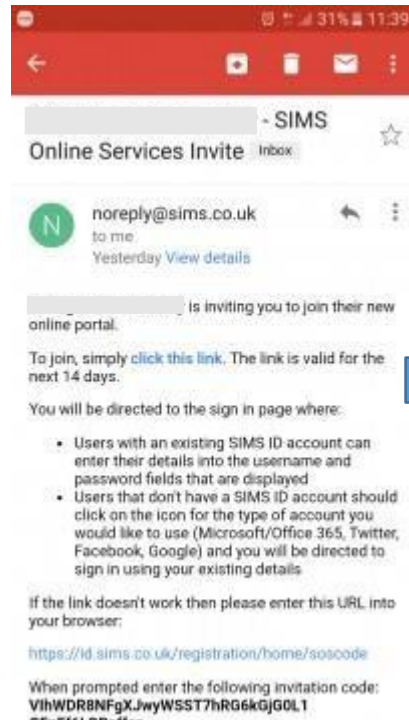 31% 11:39
- SIMS
Online Services Invite Inbox
N
noreply@sims.co.uk
to me
Yesterday View details
is inviting you to join their new
online portal.
To join, simply click this link. The link is valid for the
next 14 days.
You will be directed to the sign in page where:
• Users with an existing SIMS ID account can
enter their details into the username and
password fields that are displayed
• Users that don't have a SIMS ID account should
click on the icon for the type of account you
would like to use (Microsoft/Office 365, Twitter,
Facebook, Google) and you will be directed to
sign in using your existing details
If the link doesn't work then please enter this URL into
your browser:
https://id.sims.co.uk/registration/home/soscode
When prompted enter the following invitation code:
VlhWDR8NFgXJwyWSST7hRG6kGjG0L1